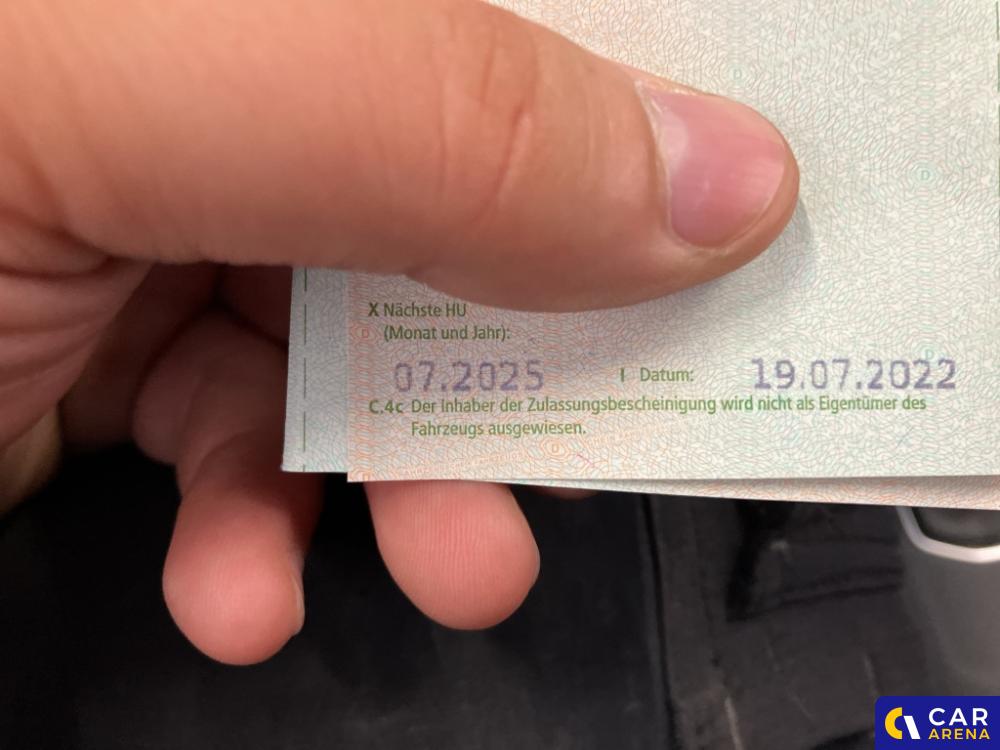 X Nächste HU
(Monat und Jahr):
07.2025 I Datum: 19.07.2022
C.4c Der Inhaber der Zulassungsbescheinigung wird nicht als Eigentümer des
Fahrzeugs ausgewiesen.
CAR
ARENA